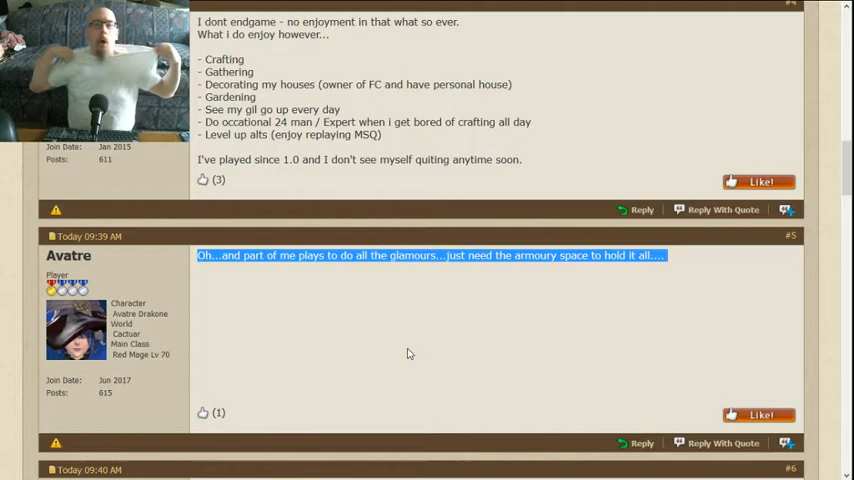 #4
I dont endgame - no enjoyment in that what so ever.
What i do enjoy however...
- Crafting
- Gathering
- Decorating my houses (owner of FC and have personal house)
- Gardening
- See my gil go up every day
- Do occational 24 man / Expert when i get bored of crafting all day
- Level up alts (enjoy replaying MSQ)
I've played since 1.0 and I don't see myself quiting anytime soon.
Join Date: Jan 2015
Posts: 611
(3)
Like!
Reply
Reply With Quote
Today 09:39 AM
#5
Avatre
Player
Character
Avatre Drakone
World
Cactuar
Main Class
Red Mage Lv 70
Join Date: Jun 2017
Posts: 615
Oh...and part of me plays to do all the glamours...just need the armoury space to hold it all....
(1)
Like!
Reply
Reply With Quote
Today 09:40 AM
#6